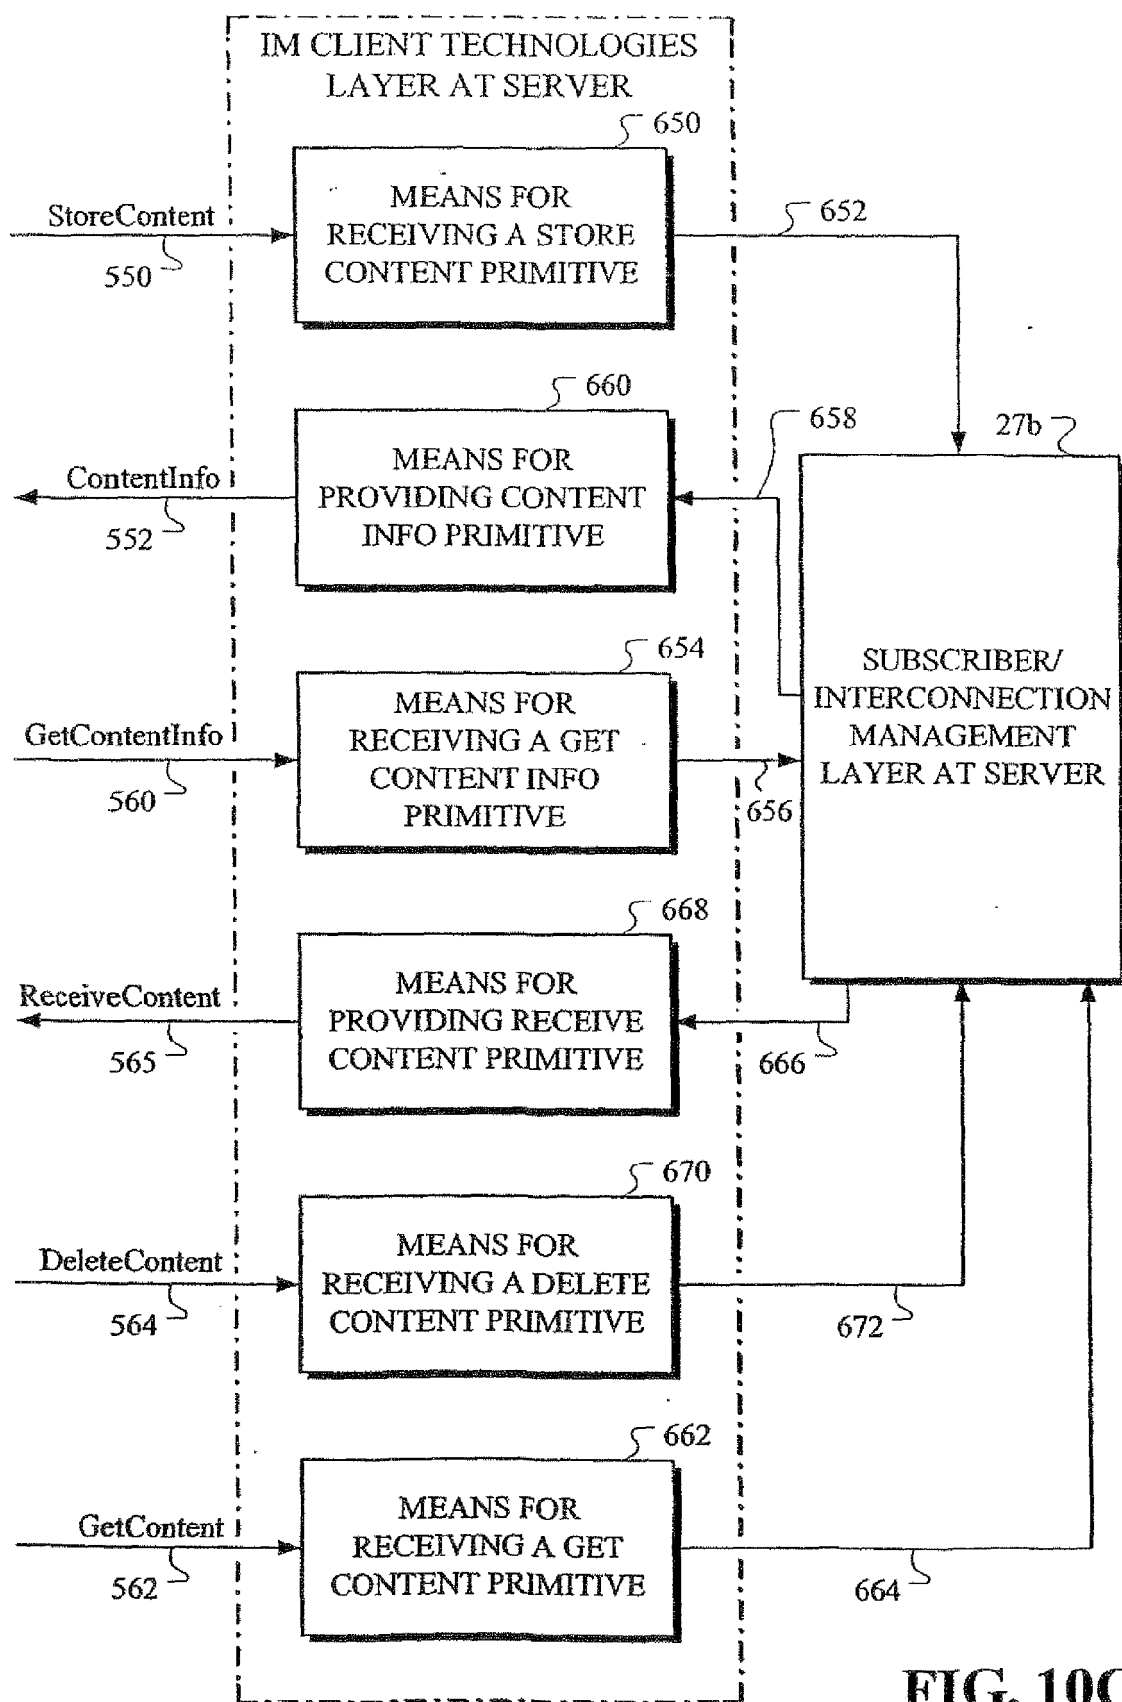 IM CLIENT TECHNOLOGIES
LAYER AT SERVER
650
MEANS FOR
RECEIVING A STORE
CONTENT PRIMITIVE
StoreContent
550
652
660
MEANS FOR
PROVIDING CONTENT
INFO PRIMITIVE
ContentInfo
552
658
27b
SUBSCRIBER/
INTERCONNECTION
MANAGEMENT
LAYER AT SERVER
654
MEANS FOR
RECEIVING A GET
CONTENT INFO
PRIMITIVE
GetContentInfo
560
656
668
MEANS FOR
PROVIDING RECEIVE
CONTENT PRIMITIVE
ReceiveContent
565
666
670
MEANS FOR
RECEIVING A DELETE
CONTENT PRIMITIVE
DeleteContent
564
672
662
MEANS FOR
RECEIVING A GET
CONTENT PRIMITIVE
GetContent
562
664
FIG.